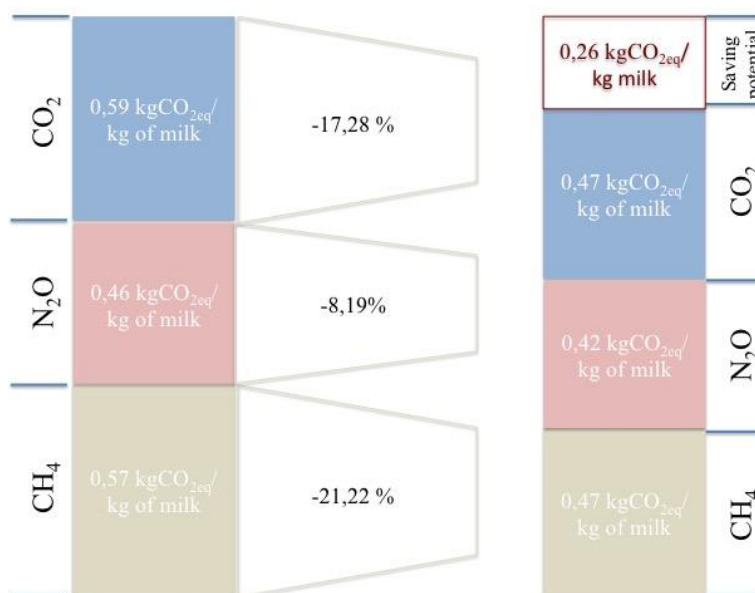 CO₂
0,59 kgCO₂eq/
kg of milk
-17,28 %
N₂O
0,46 kgCO₂eq/
kg of milk
-8,19%
CH₄
0,57 kgCO₂eq/
kg of milk
-21,22 %
0,26 kgCO₂eq/
kg milk
Saving
potential
0,47 kgCO₂eq/
kg of milk
CO₂
0,42 kgCO₂eq/
kg of milk
N₂O
0,47 kgCO₂eq/
kg of milk
CH₄